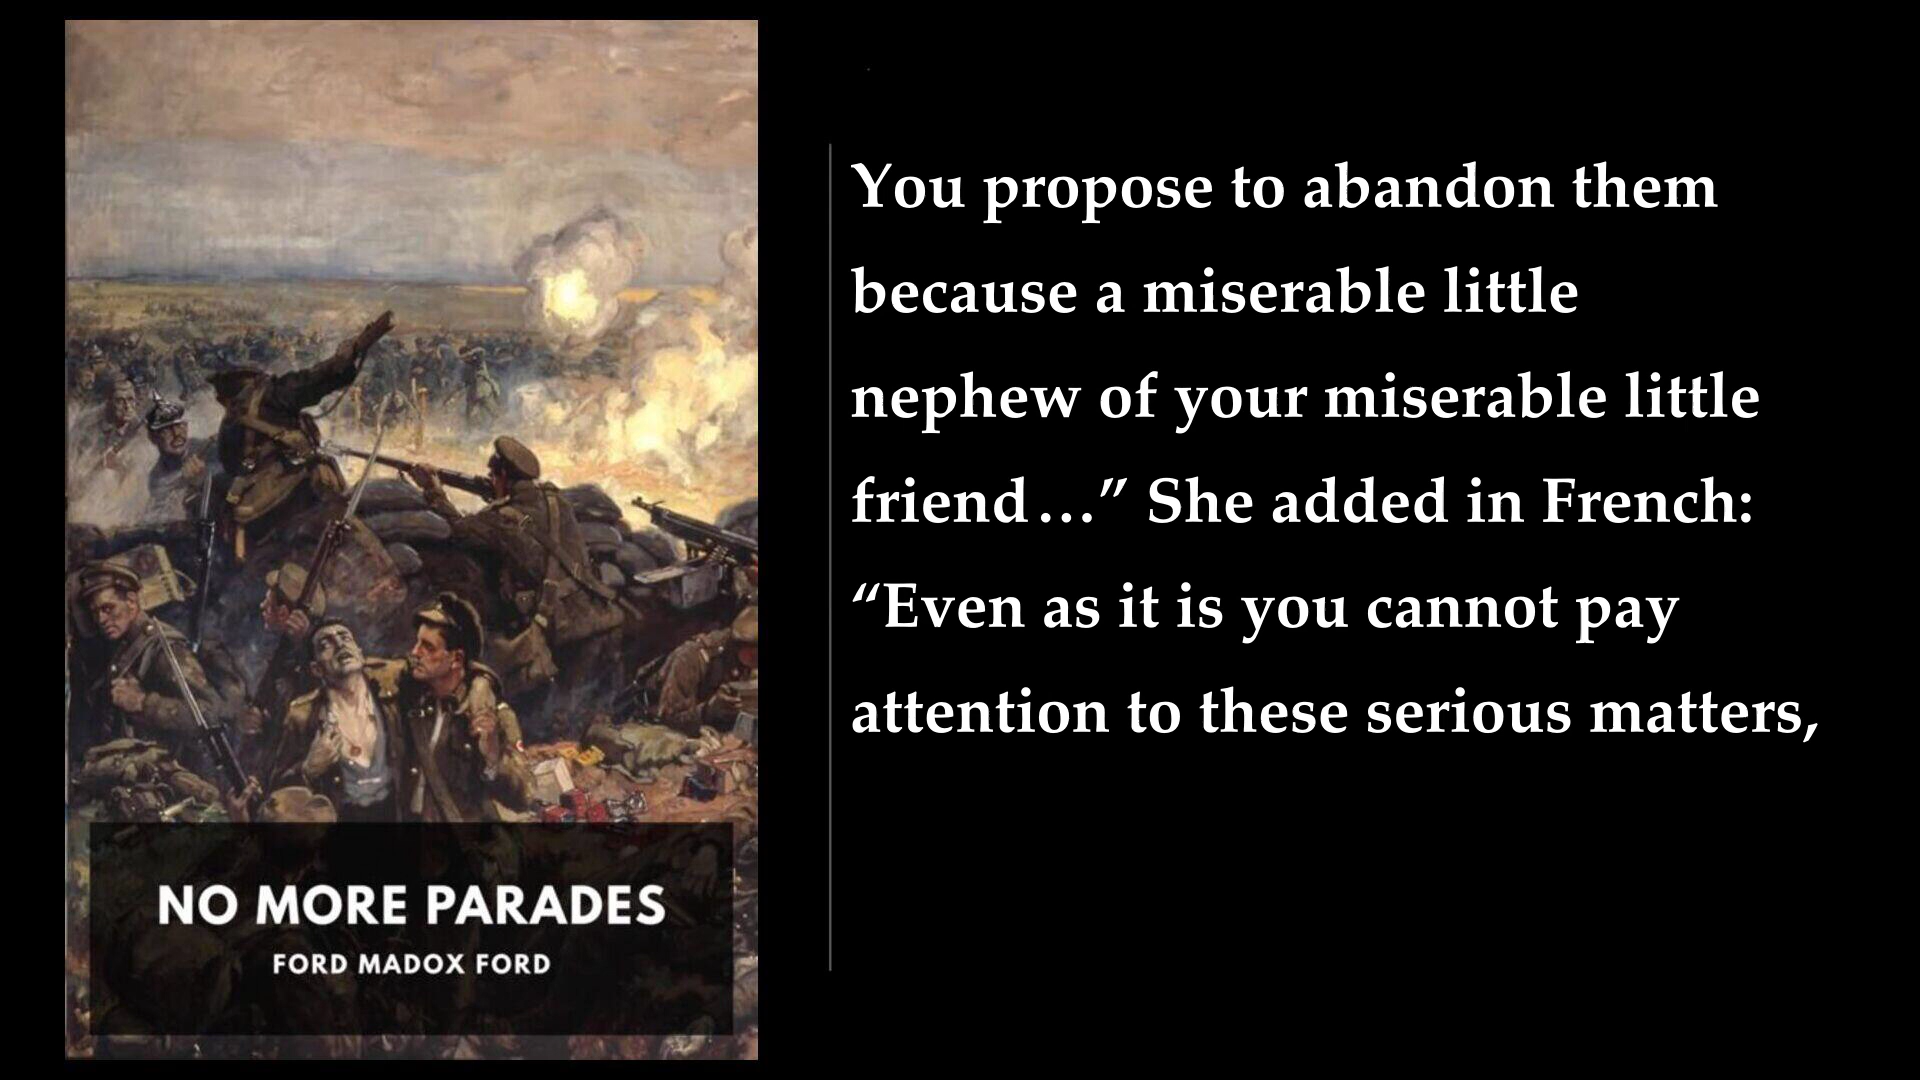 NO MORE PARADES
FORD MADOX FORD
You propose to abandon them
because a miserable little
nephew of your miserable little
friend…” She added in French:
“Even as it is you cannot pay
attention to these serious matters,